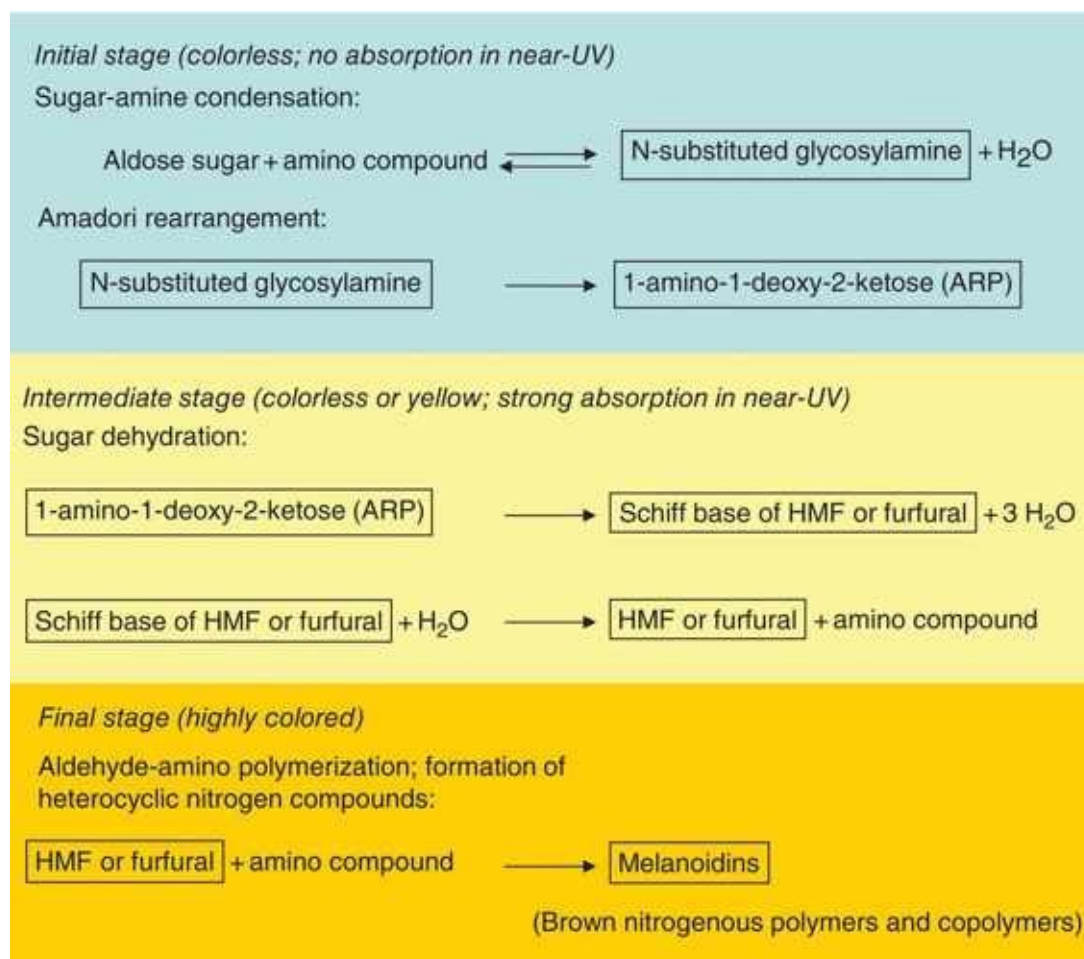 Initial stage (colorless; no absorption in near-UV)
Sugar-amine condensation:
Aldose sugar + amino compound ⇌ N-substituted glycosylamine + H₂O
Amadori rearrangement:
N-substituted glycosylamine → 1-amino-1-deoxy-2-ketose (ARP)
Intermediate stage (colorless or yellow; strong absorption in near-UV)
Sugar dehydration:
1-amino-1-deoxy-2-ketose (ARP) → Schiff base of HMF or furfural + 3 H₂O
Schiff base of HMF or furfural + H₂O → HMF or furfural + amino compound
Final stage (highly colored)
Aldehyde-amino polymerization; formation of
heterocyclic nitrogen compounds:
HMF or furfural + amino compound → Melanoidins
(Brown nitrogenous polymers and copolymers)